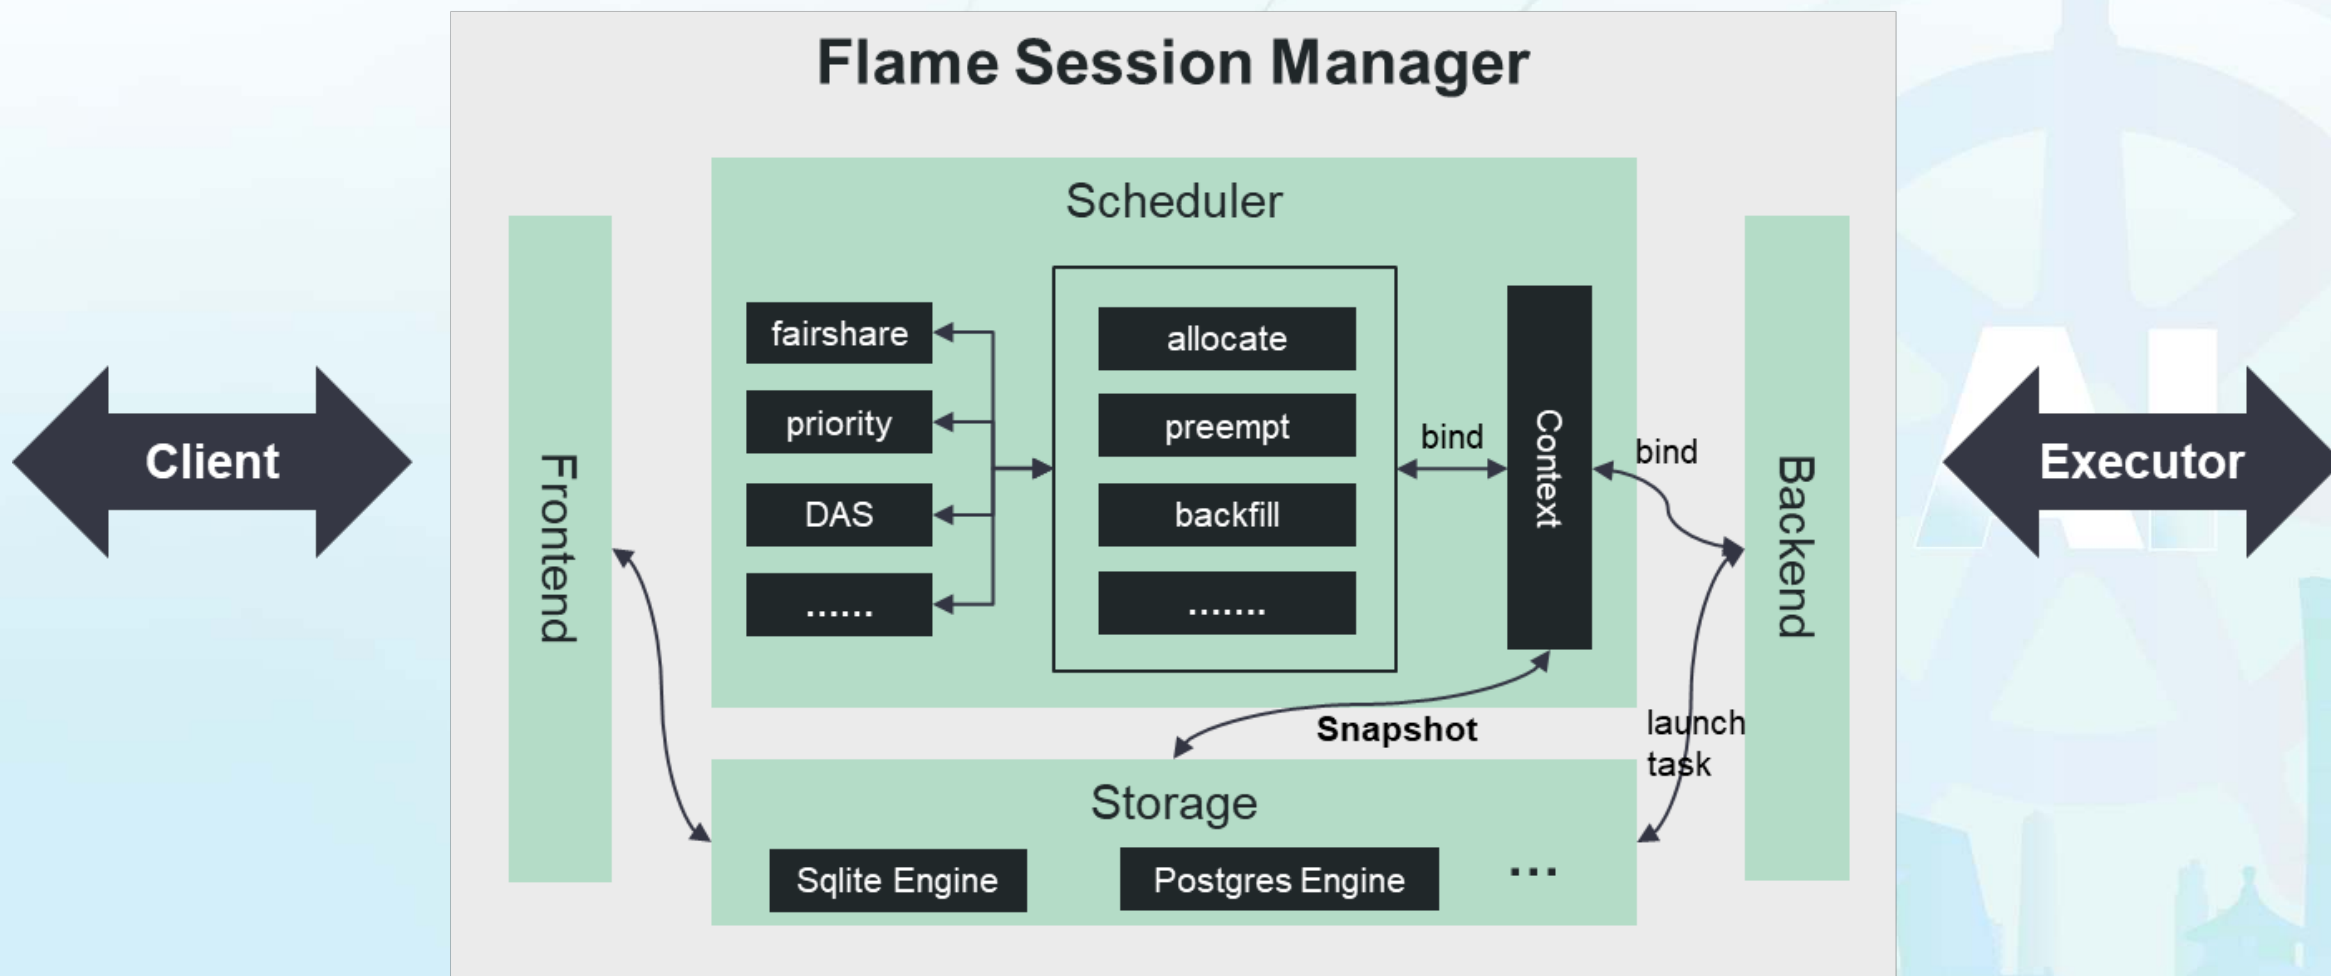 Flame Session Manager
Client
Frontend
Scheduler
fairshare
priority
DAS
......
allocate
preempt
backfill
.......
bind
Context
bind
Backend
AI
Executor
Snapshot
launch
task
Storage
Sqlite Engine
Postgres Engine
...